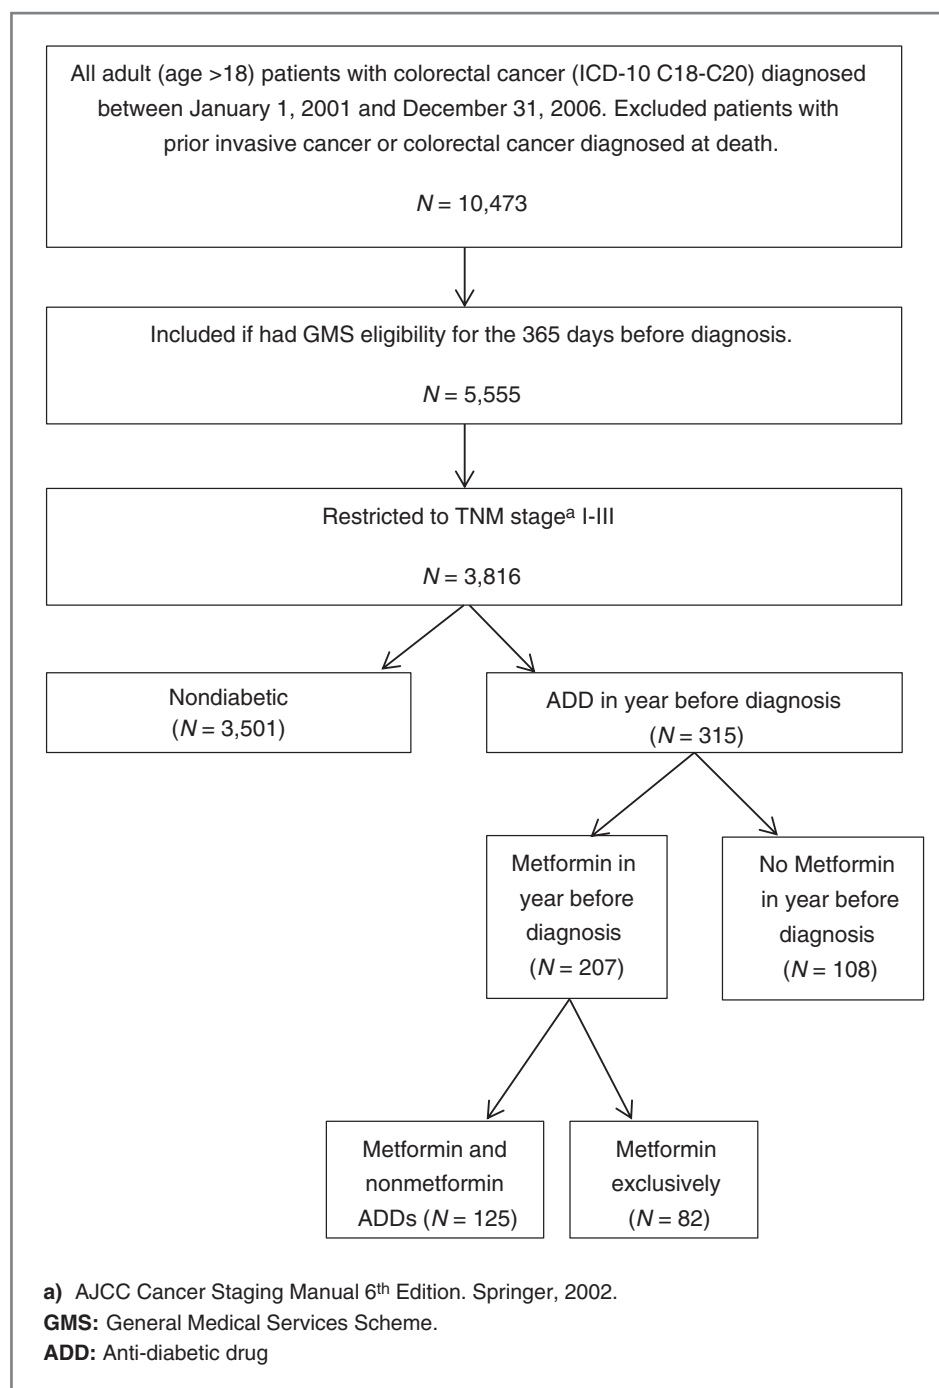 All adult (age >18) patients with colorectal cancer (ICD-10 C18-C20) diagnosed
between January 1, 2001 and December 31, 2006. Excluded patients with
prior invasive cancer or colorectal cancer diagnosed at death.
N = 10,473
Included if had GMS eligibility for the 365 days before diagnosis.
N = 5,555
Restricted to TNM stageᵃ I-III
N = 3,816
Nondiabetic
(N = 3,501)
ADD in year before diagnosis
(N = 315)
Metformin in
year before
diagnosis
(N = 207)
No Metformin
in year before
diagnosis
(N = 108)
Metformin and
nonmetformin
ADDs (N = 125)
Metformin
exclusively
(N = 82)
a) AJCC Cancer Staging Manual 6ᵗʰ Edition. Springer, 2002.
GMS: General Medical Services Scheme.
ADD: Anti-diabetic drug